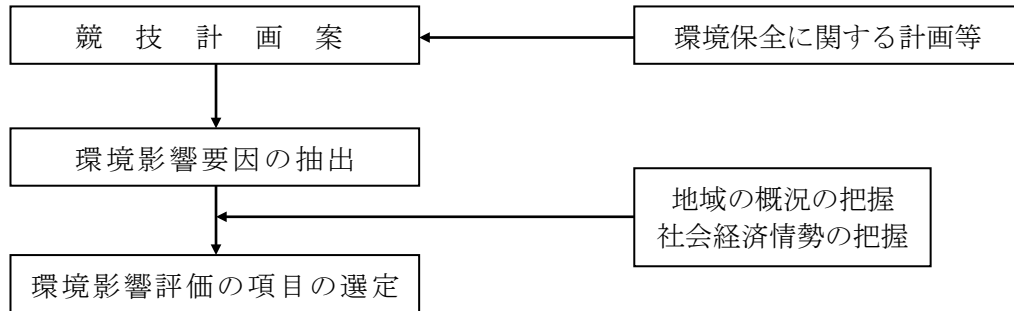 競技計画案
環境保全に関する計画等
環境影響要因の抽出
地域の概況の把握
社会経済情勢の把握
環境影響評価の項目の選定